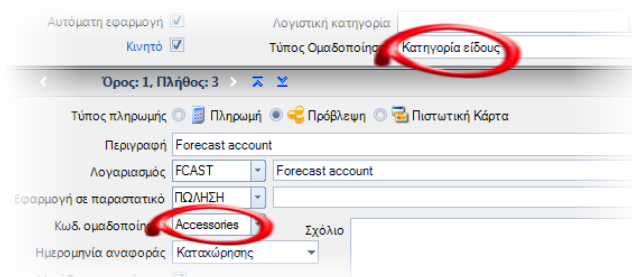 Αυτόματη εφαρμογή Λογιστική κατηγορία
Κινητό Τύπος Ομαδοποίησ Κατηγορία είδους
Όρος: 1, Πλήθος: 3
Τύπος πληρωμής Πληρωμή Πρόβλεψη Πιστωτική Κάρτα
Περιγραφή Forecast account
Λογαριασμός FCAST Forecast account
Εφαρμογή σε παραστατικό ΠΩΛΗΣΗ
Κωδ. ομαδοποίησ Accessories Σχόλιο
Ημερομηνία αναφοράς Καταχώρησης